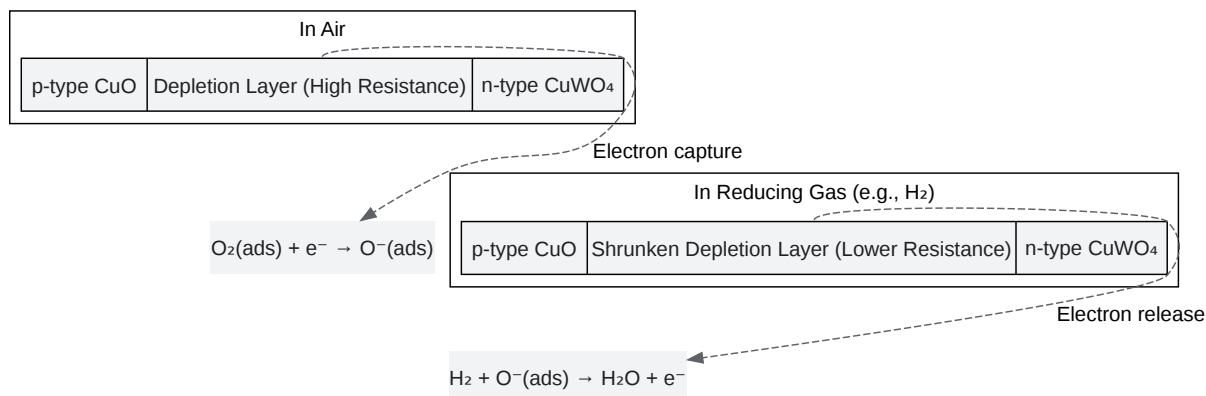 In Air
p-type CuO
Depletion Layer (High Resistance)
n-type CuWO₄
Electron capture
O₂(ads) + e⁻ → O⁻(ads)
In Reducing Gas (e.g., H₂)
p-type CuO
Shrunken Depletion Layer (Lower Resistance)
n-type CuWO₄
Electron release
H₂ + O⁻(ads) → H₂O + e⁻